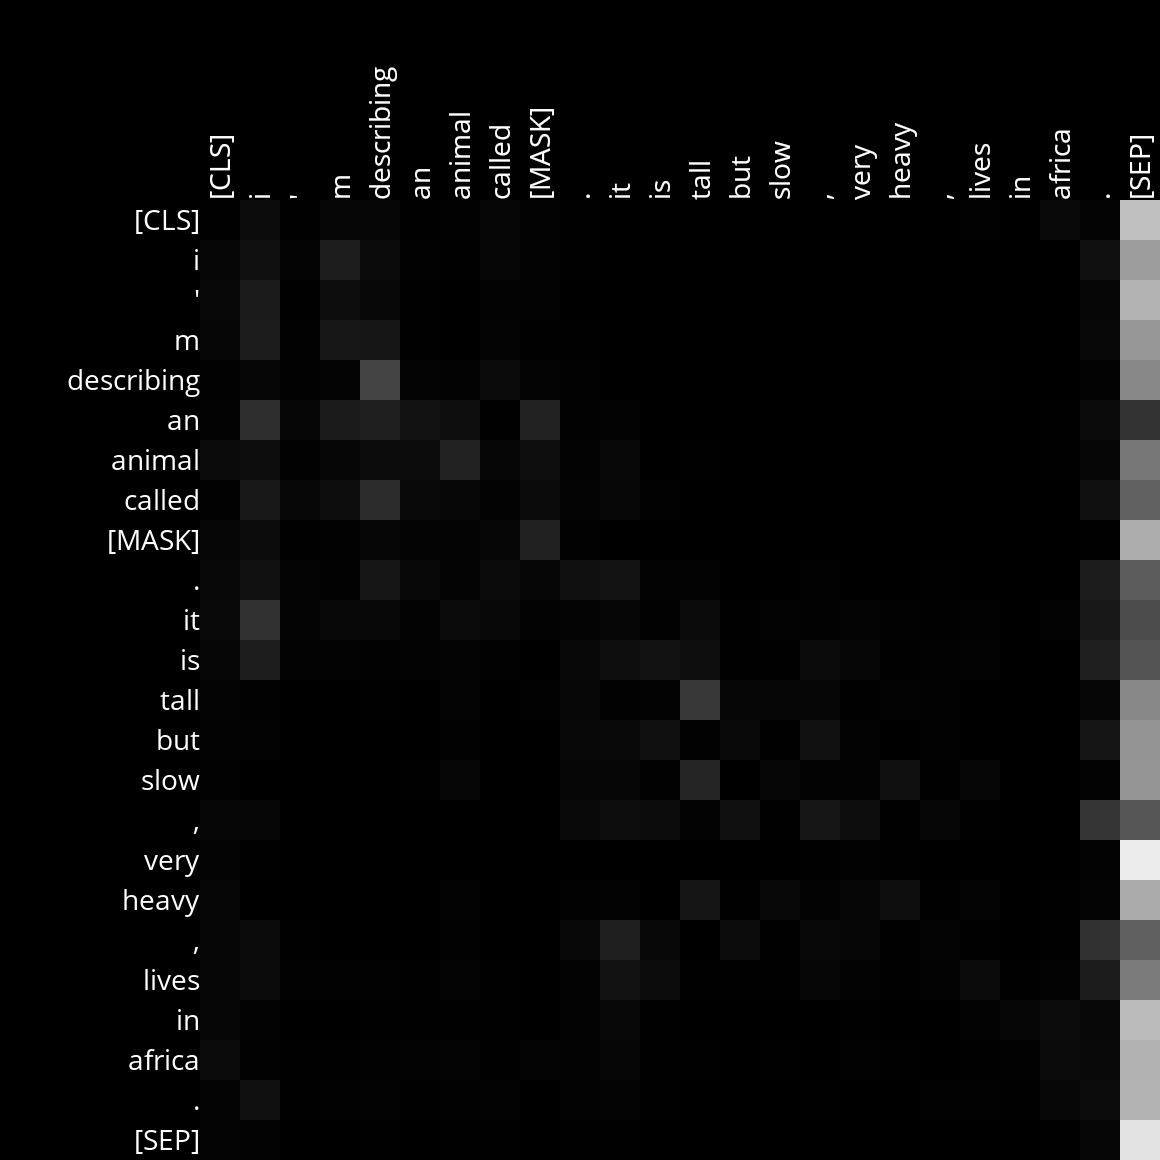 [CLS] i ' m describing an animal called [MASK] . it is tall but slow , very heavy , lives in africa . [SEP]
[CLS]
i
'
m
describing
an
animal
called
[MASK]
.
it
is
tall
but
slow
,
very
heavy
,
lives
in
africa
.
[SEP]